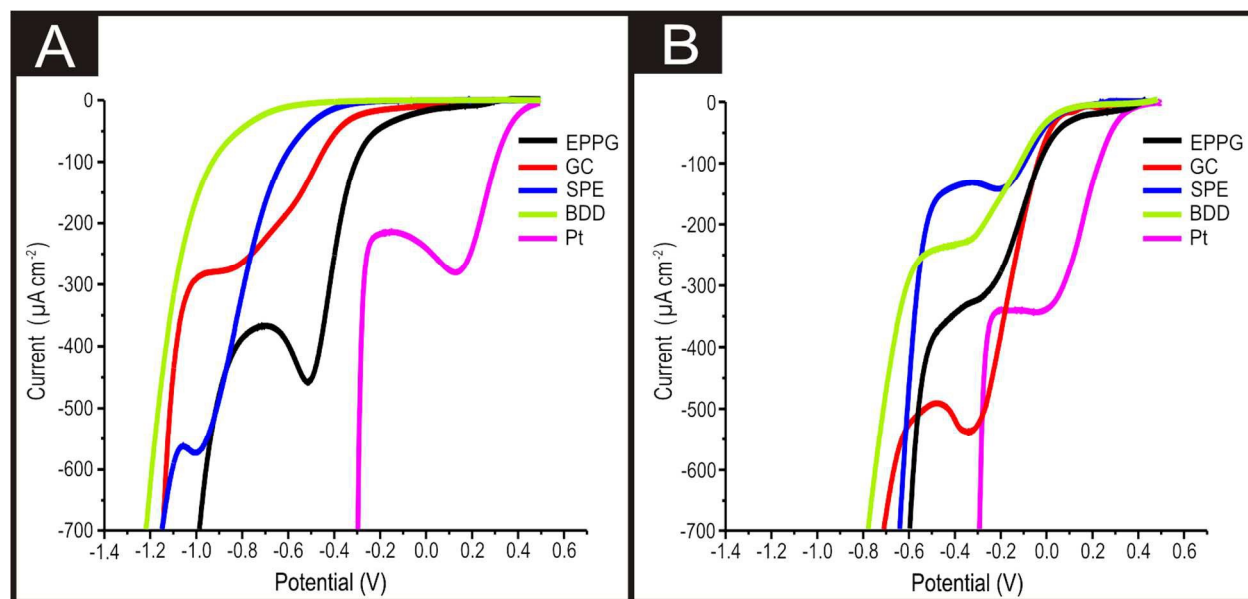 A
0
-100
-200
-300
-400
-500
-600
-700
Current (µA cm⁻²)
EPPG
GC
SPE
BDD
Pt
-1.4 -1.2 -1.0 -0.8 -0.6 -0.4 -0.2 0.0 0.2 0.4 0.6
Potential (V)
B
0
-100
-200
-300
-400
-500
-600
-700
Current (µA cm⁻²)
EPPG
GC
SPE
BDD
Pt
-1.4 -1.2 -1.0 -0.8 -0.6 -0.4 -0.2 0.0 0.2 0.4 0.6
Potential (V)